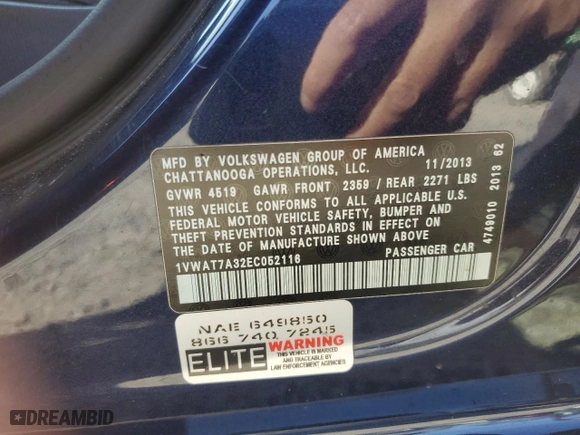 MFD BY VOLKSWAGEN GROUP OF AMERICA
CHATTANOOGA OPERATIONS, LLC. 11/2013
GVWR 4519 GAWR FRONT 2359 / REAR 2271 LBS
THIS VEHICLE CONFORMS TO ALL APPLICABLE U.S.
FEDERAL MOTOR VEHICLE SAFETY, BUMPER AND
THEFT PREVENTION STANDARDS IN EFFECT ON
THE DATE OF MANUFACTURE SHOWN ABOVE
1VWAT7A32EC052116 PASSENGER CAR
4749010 2013 62
NAE 649850
866 740 7245
ELITE WARNING
THIS VEHICLE IS MARKED
AND TRACEABLE BY
LAW ENFORCEMENT AGENCIES
DREAMBID